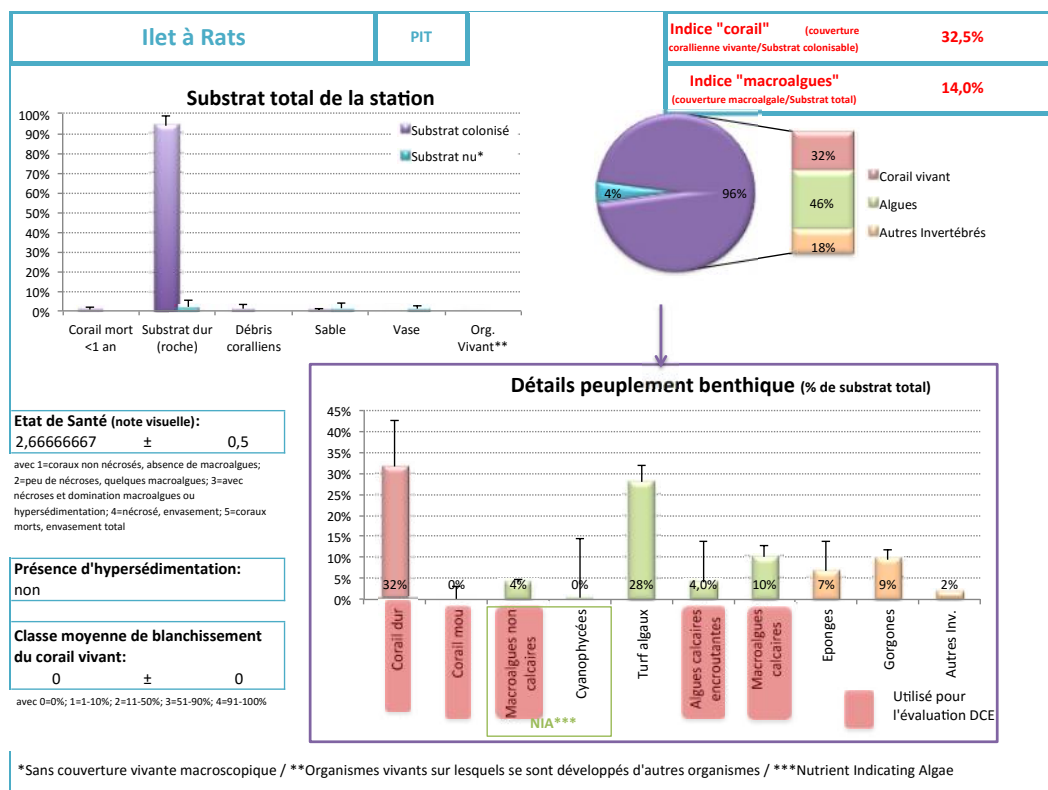 Ilet à Rats
PIT
Indice "corail" (couverture
corallienne vivante/Substrat colonisable)
32,5%
Indice "macroalgues"
(couverture macroalgale/Substrat total)
14,0%
Substrat total de la station
100%
90%
80%
70%
60%
50%
40%
30%
20%
10%
0%
Substrat colonisé
Substrat nu*
Corail mort
<1 an
Substrat dur
(roche)
Débris
coralliens
Sable
Vase
Org.
Vivant**
4%
96%
32%
46%
18%
Corail vivant
Algues
Autres Invertébrés
Etat de Santé (note visuelle):
2,66666667 ± 0,5
avec 1=coraux non nécrosés, absence de macroalgues;
2=peu de nécroses, quelques macroalgues; 3=avec
nécroses et domination macroalgues ou
hypersédimentation; 4=nécrosé, envasement; 5=coraux
morts, envasement total
Présence d'hypersédimentation:
non
Classe moyenne de blanchissement
du corail vivant:
0 ± 0
avec 0=0%; 1=1-10%; 2=11-50%; 3=51-90%; 4=91-100%
Détails peuplement benthique (% de substrat total)
45%
40%
35%
30%
25%
20%
15%
10%
5%
0%
32%
0%
4%
0%
28%
4,0%
10%
7%
9%
2%
Corail dur
Corail mou
Macroalgues non
calcaires
Cyanophycées
Turf algaux
Algues calcaires
encroutantes
Macroalgues
calcaires
Eponges
Gorgones
Autres Inv.
NIA***
Utilisé pour
l'évaluation DCE
*Sans couverture vivante macroscopique / **Organismes vivants sur lesquels se sont développés d'autres organismes / ***Nutrient Indicating Algae